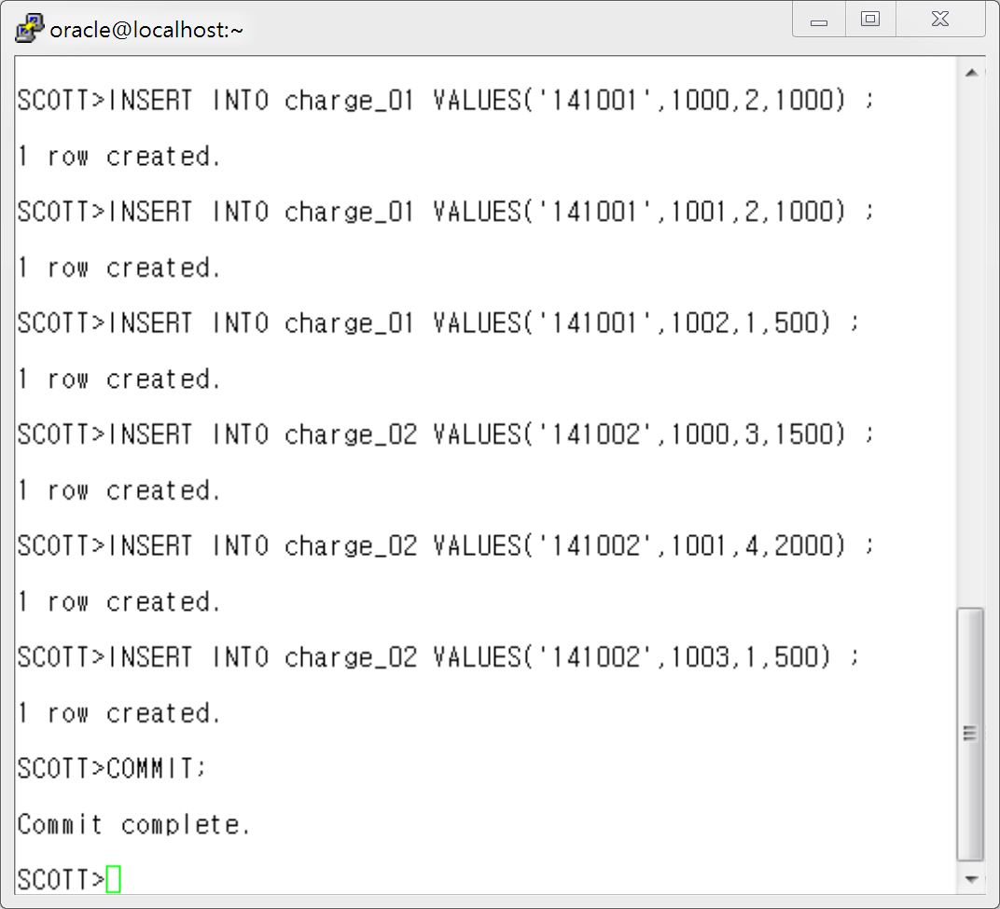 oracle@localhost:~
SCOTT>INSERT INTO charge_01 VALUES('141001',1000,2,1000) ;
1 row created.
SCOTT>INSERT INTO charge_01 VALUES('141001',1001,2,1000) ;
1 row created.
SCOTT>INSERT INTO charge_01 VALUES('141001',1002,1,500) ;
1 row created.
SCOTT>INSERT INTO charge_02 VALUES('141002',1000,3,1500) ;
1 row created.
SCOTT>INSERT INTO charge_02 VALUES('141002',1001,4,2000) ;
1 row created.
SCOTT>INSERT INTO charge_02 VALUES('141002',1003,1,500) ;
1 row created.
SCOTT>COMMIT;
Commit complete.
SCOTT>